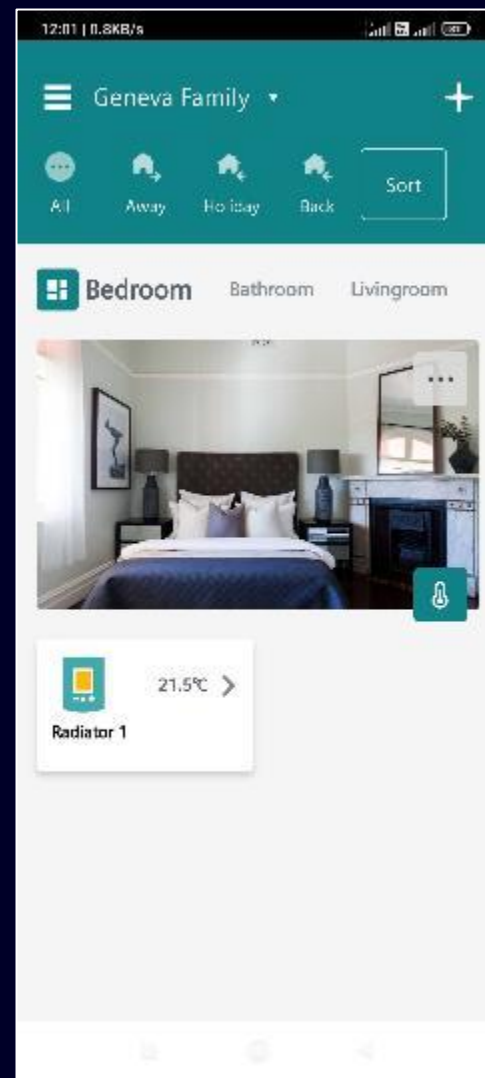 12:01 | 0.8KB/s
Geneva Family
All Away Holiday Back Sort
Bedroom Bathroom Livingroom
21.5℃
Radiator 1